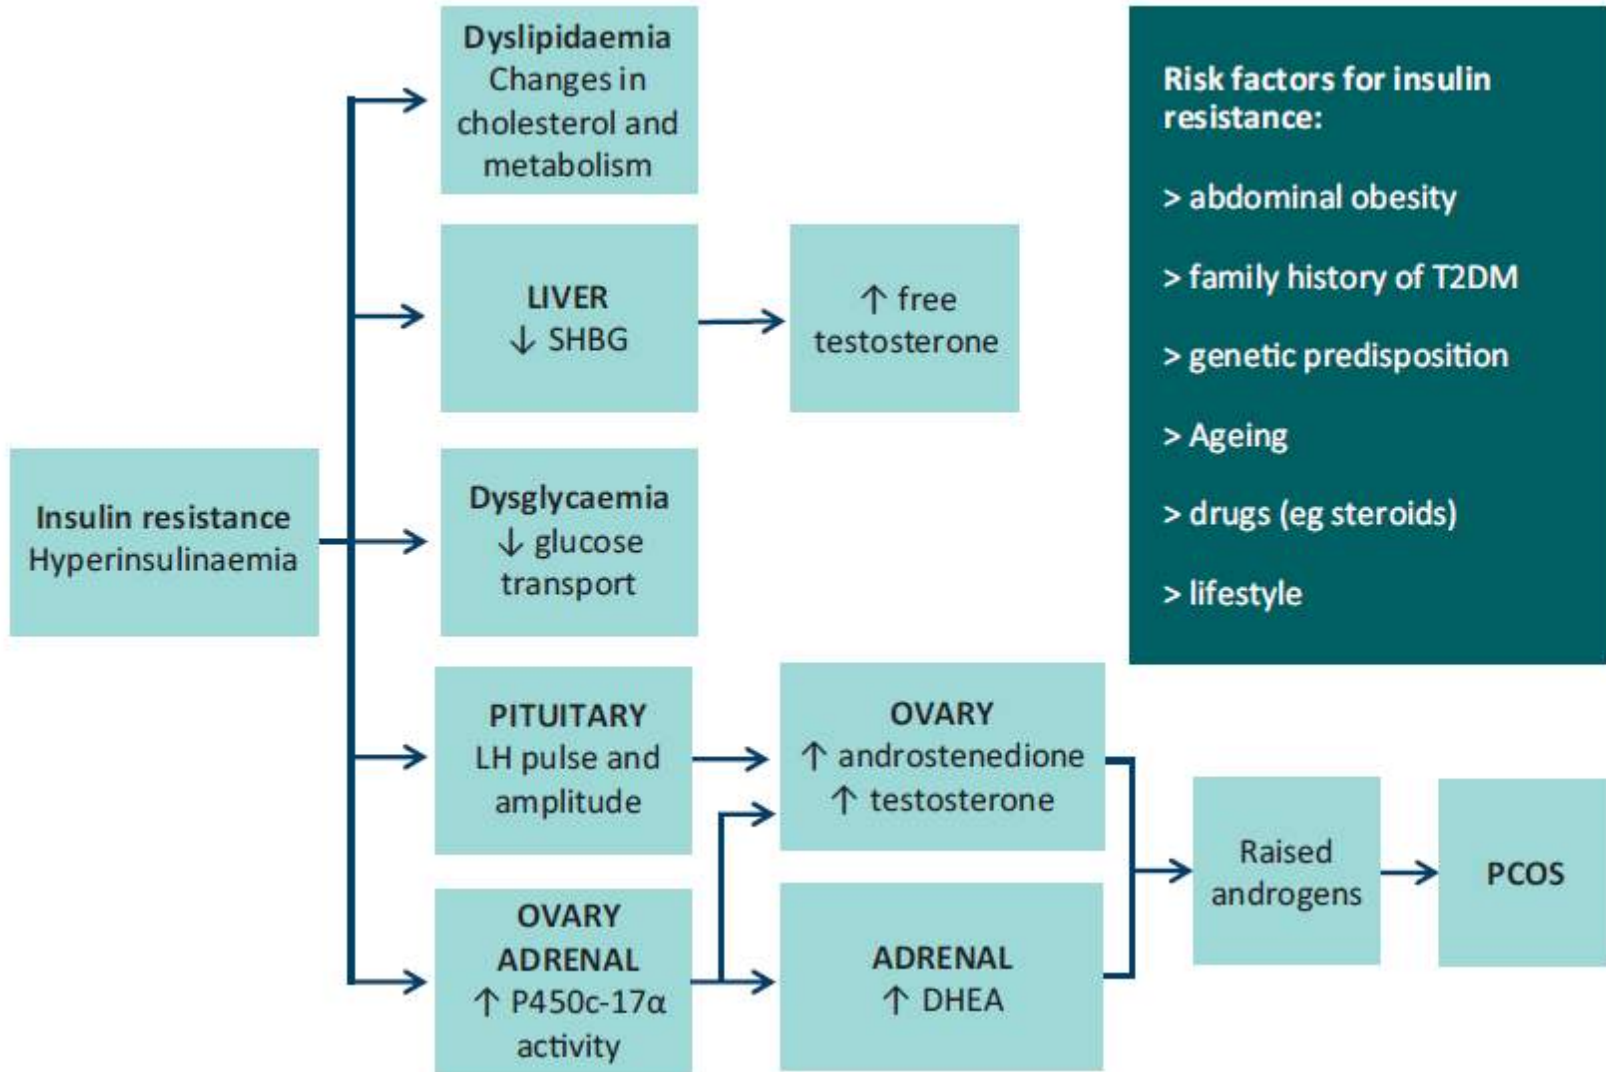 Dyslipidaemia
Changes in
cholesterol and
metabolism
LIVER
↓ SHBG
↑ free
testosterone
Insulin resistance
Hyperinsulinaemia
Dysglycaemia
↓ glucose
transport
PITUITARY
LH pulse and
amplitude
OVARY
↑ androstenedione
↑ testosterone
OVARY
ADRENAL
↑ P450c-17α
activity
ADRENAL
↑ DHEA
Raised
androgens
PCOS
Risk factors for insulin
resistance:
> abdominal obesity
> family history of T2DM
> genetic predisposition
> Ageing
> drugs (eg steroids)
> lifestyle